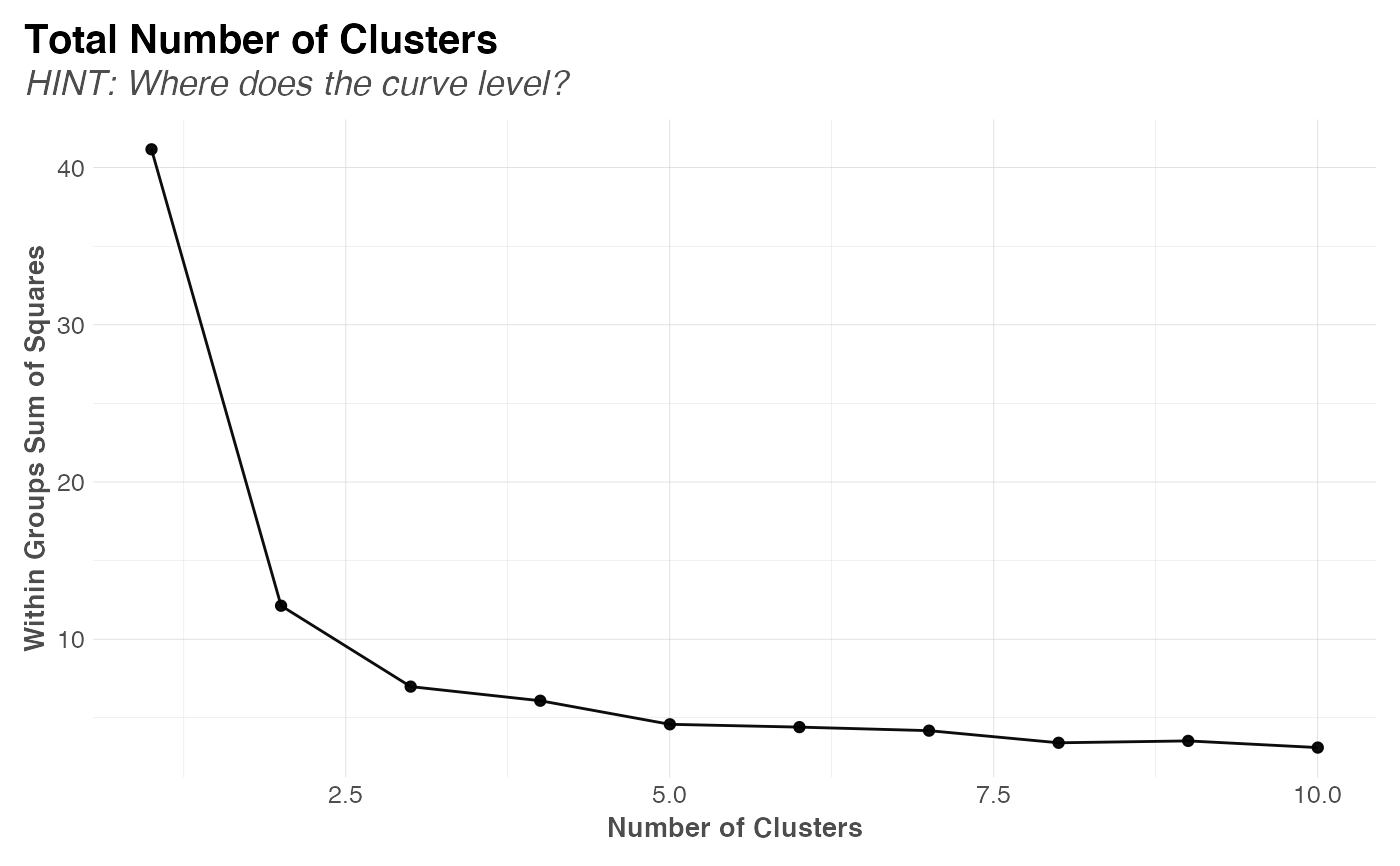 Total Number of Clusters
HINT: Where does the curve level?
Within Groups Sum of Squares
40
30
20
10
2.5
5.0
7.5
10.0
Number of Clusters